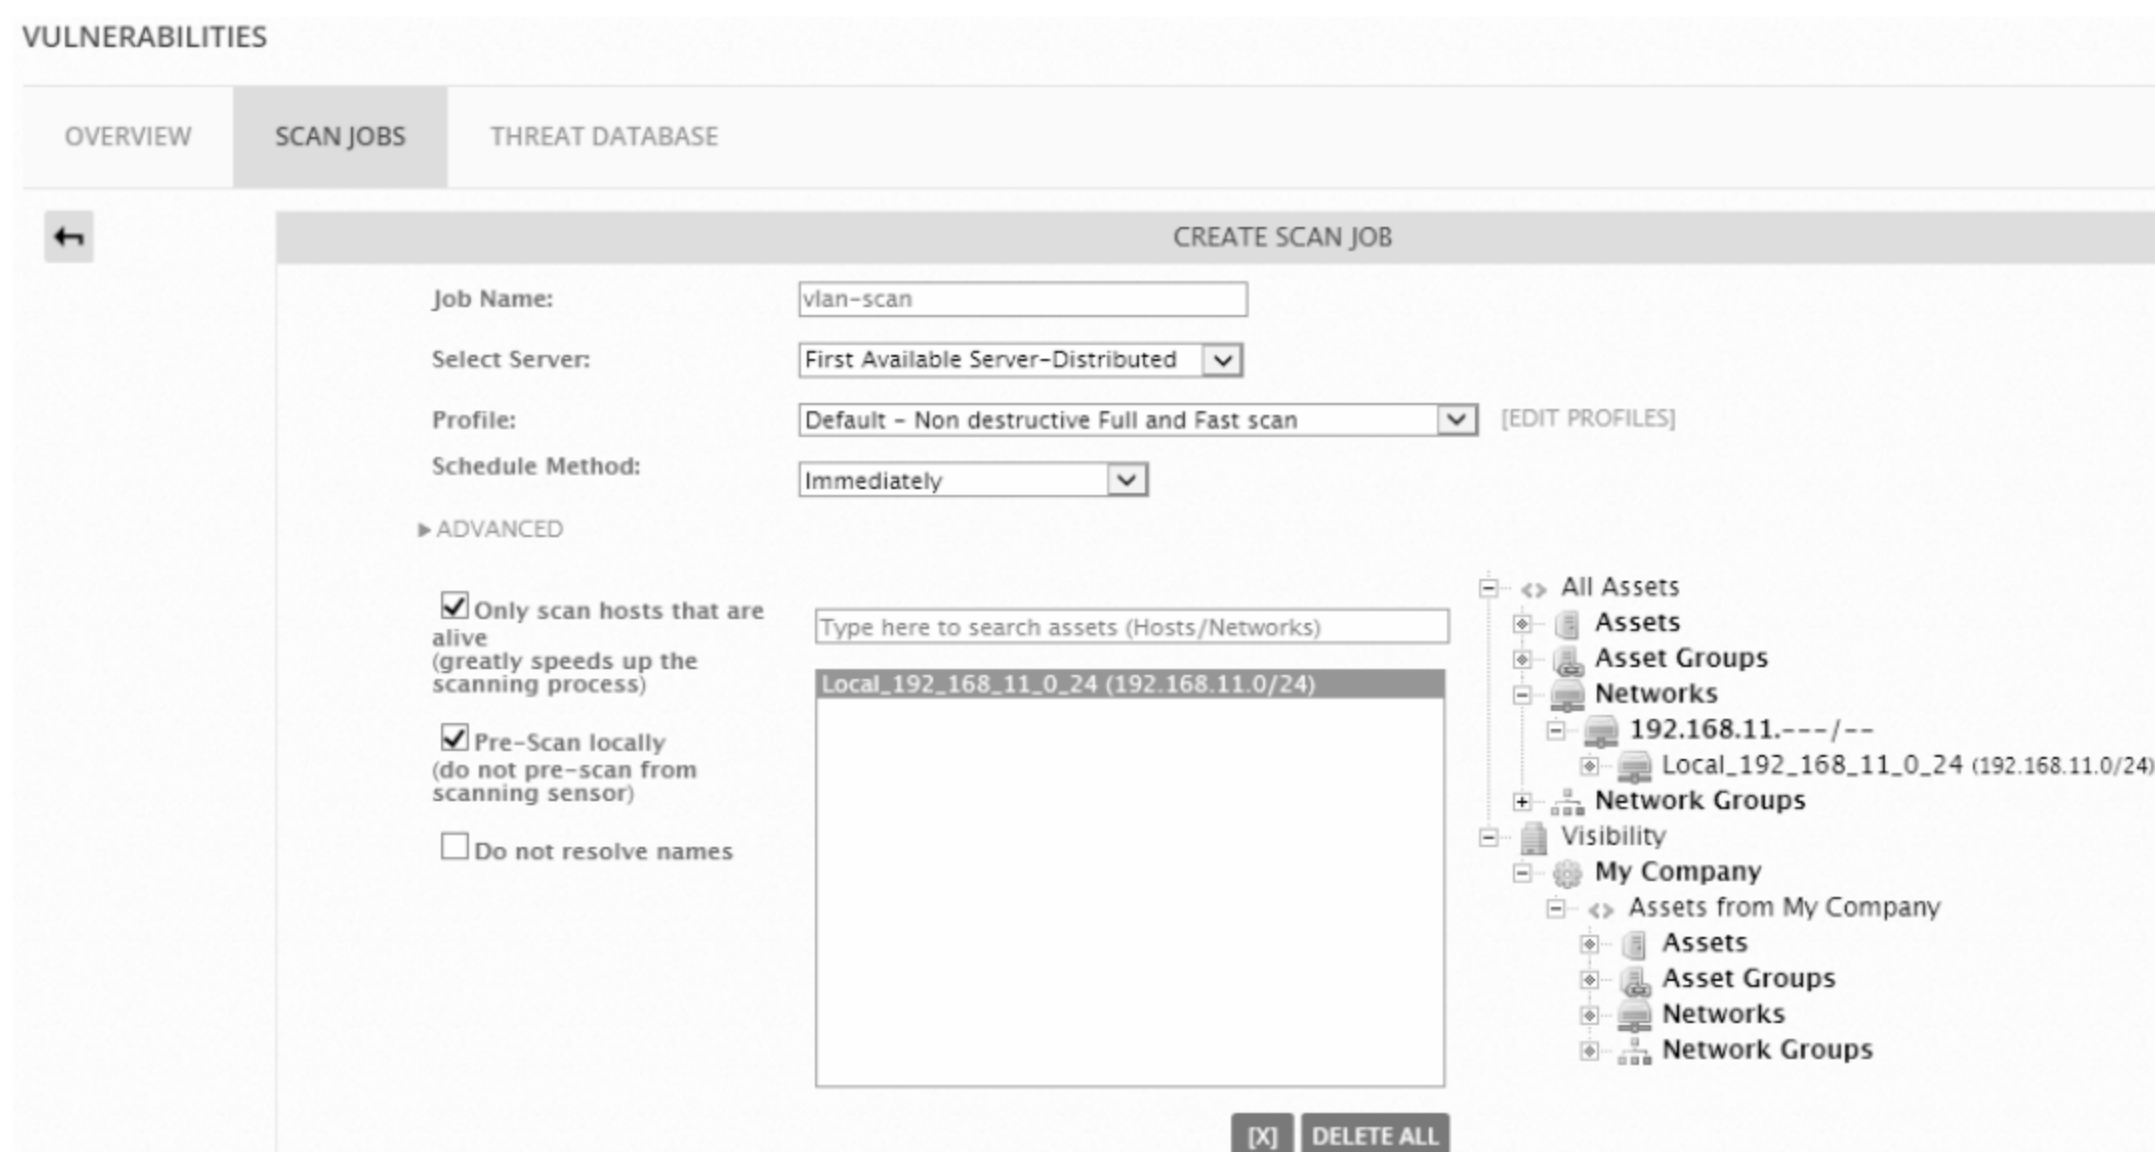 VULNERABILITIES
OVERVIEW SCAN JOBS THREAT DATABASE
CREATE SCAN JOB
Job Name: vlan-scan
Select Server: First Available Server-Distributed
Profile: Default - Non destructive Full and Fast scan [EDIT PROFILES]
Schedule Method: Immediately
ADVANCED
Only scan hosts that are
alive
(greatly speeds up the
scanning process)
Pre-Scan locally
(do not pre-scan from
scanning sensor)
Do not resolve names
Type here to search assets (Hosts/Networks)
Local_192_168_11_0_24 (192.168.11.0/24)
[X] DELETE ALL
All Assets
Assets
Asset Groups
Networks
192.168.11.---/--
Local_192_168_11_0_24 (192.168.11.0/24)
Network Groups
Visibility
My Company
Assets from My Company
Assets
Asset Groups
Networks
Network Groups